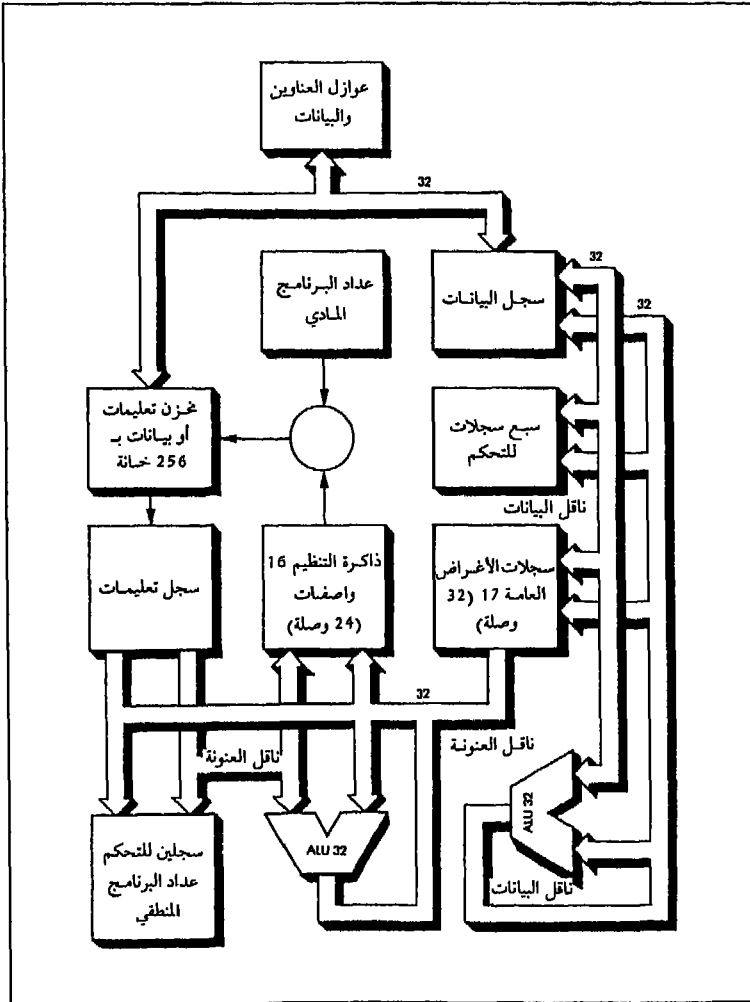 عوازل العناوين
والبيانات
32
32
سجل البيانات
32
عداد البرنامج
المادي
مخزن تعليمات
أو بيانات بـ
256 خانة
سبع سجلات
للتحكم
ناقل البيانات
سجل تعليمات
ذاكرة التنظيم 16
واصفات
(24 وصلة)
سجلات الأغراض
العامة 17 (32
وصلة)
32
ناقل العنونة
ناقل العنونة
ALU 32
ALU 32
سجلين للتحكم
عداد البرنامج
المنطقي
ناقل البيانات